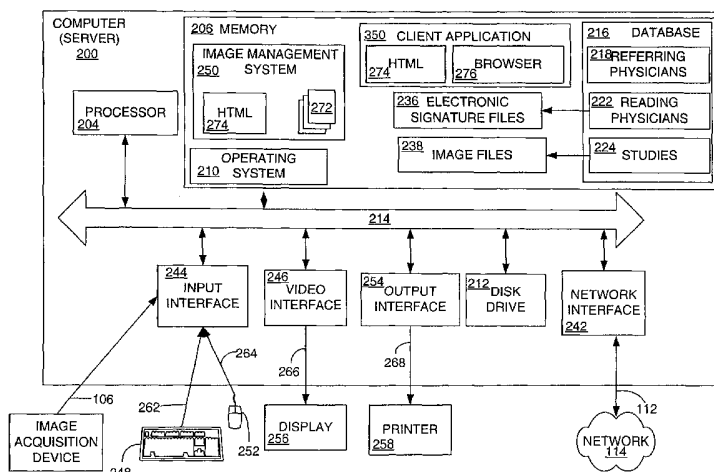 COMPUTER
(SERVER)
200
206 MEMORY
IMAGE MANAGEMENT
SYSTEM
250
HTML
274
272
210 OPERATING
SYSTEM
350 CLIENT APPLICATION
HTML
274
BROWSER
276
236 ELECTRONIC
SIGNATURE FILES
238 IMAGE FILES
216 DATABASE
218 REFERRING
PHYSICIANS
222 READING
PHYSICIANS
224 STUDIES
PROCESSOR
204
214
244
INPUT
INTERFACE
246
VIDEO
INTERFACE
254
OUTPUT
INTERFACE
212
DISK
DRIVE
NETWORK
INTERFACE
242
264
266
268
106
262
112
IMAGE
ACQUISITION
DEVICE
248
252
DISPLAY
256
PRINTER
258
NETWORK
114